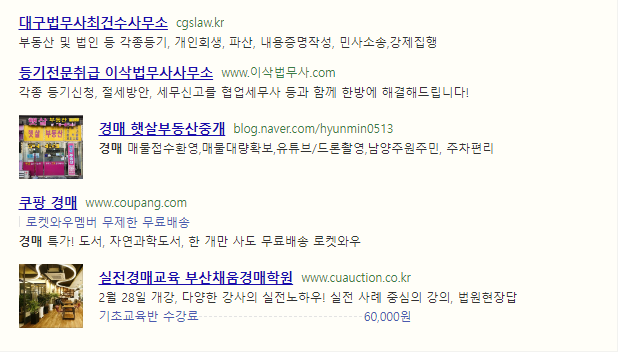 대구법무사최건수사무소 cgslaw.kr
부동산 및 법인 등 각종등기, 개인회생, 파산, 내용증명작성, 민사소송,강제집행
등기전문취급 이삭법무사사무소 www.이삭법무사.com
각종 등기신청, 절세방안, 세무신고를 협업세무사 등과 함께 한방에 해결해드립니다!
햇살 부동산
경매 햇살부동산중개 blog.naver.com/hyunmin0513
경매 매물접수환영,매물대량확보,유튜브/드론촬영,남양주원주민, 주차편리
쿠팡 경매 www.coupang.com
로켓와우멤버 무제한 무료배송
경매 특가! 도서, 자연과학도서, 한 개만 사도 무료배송 로켓와우
실전경매교육 부산채움경매학원 www.cuauction.co.kr
2월 28일 개강, 다양한 강사의 실전노하우! 실전 사례 중심의 강의, 법원현장답
기초교육반 수강료 60,000원